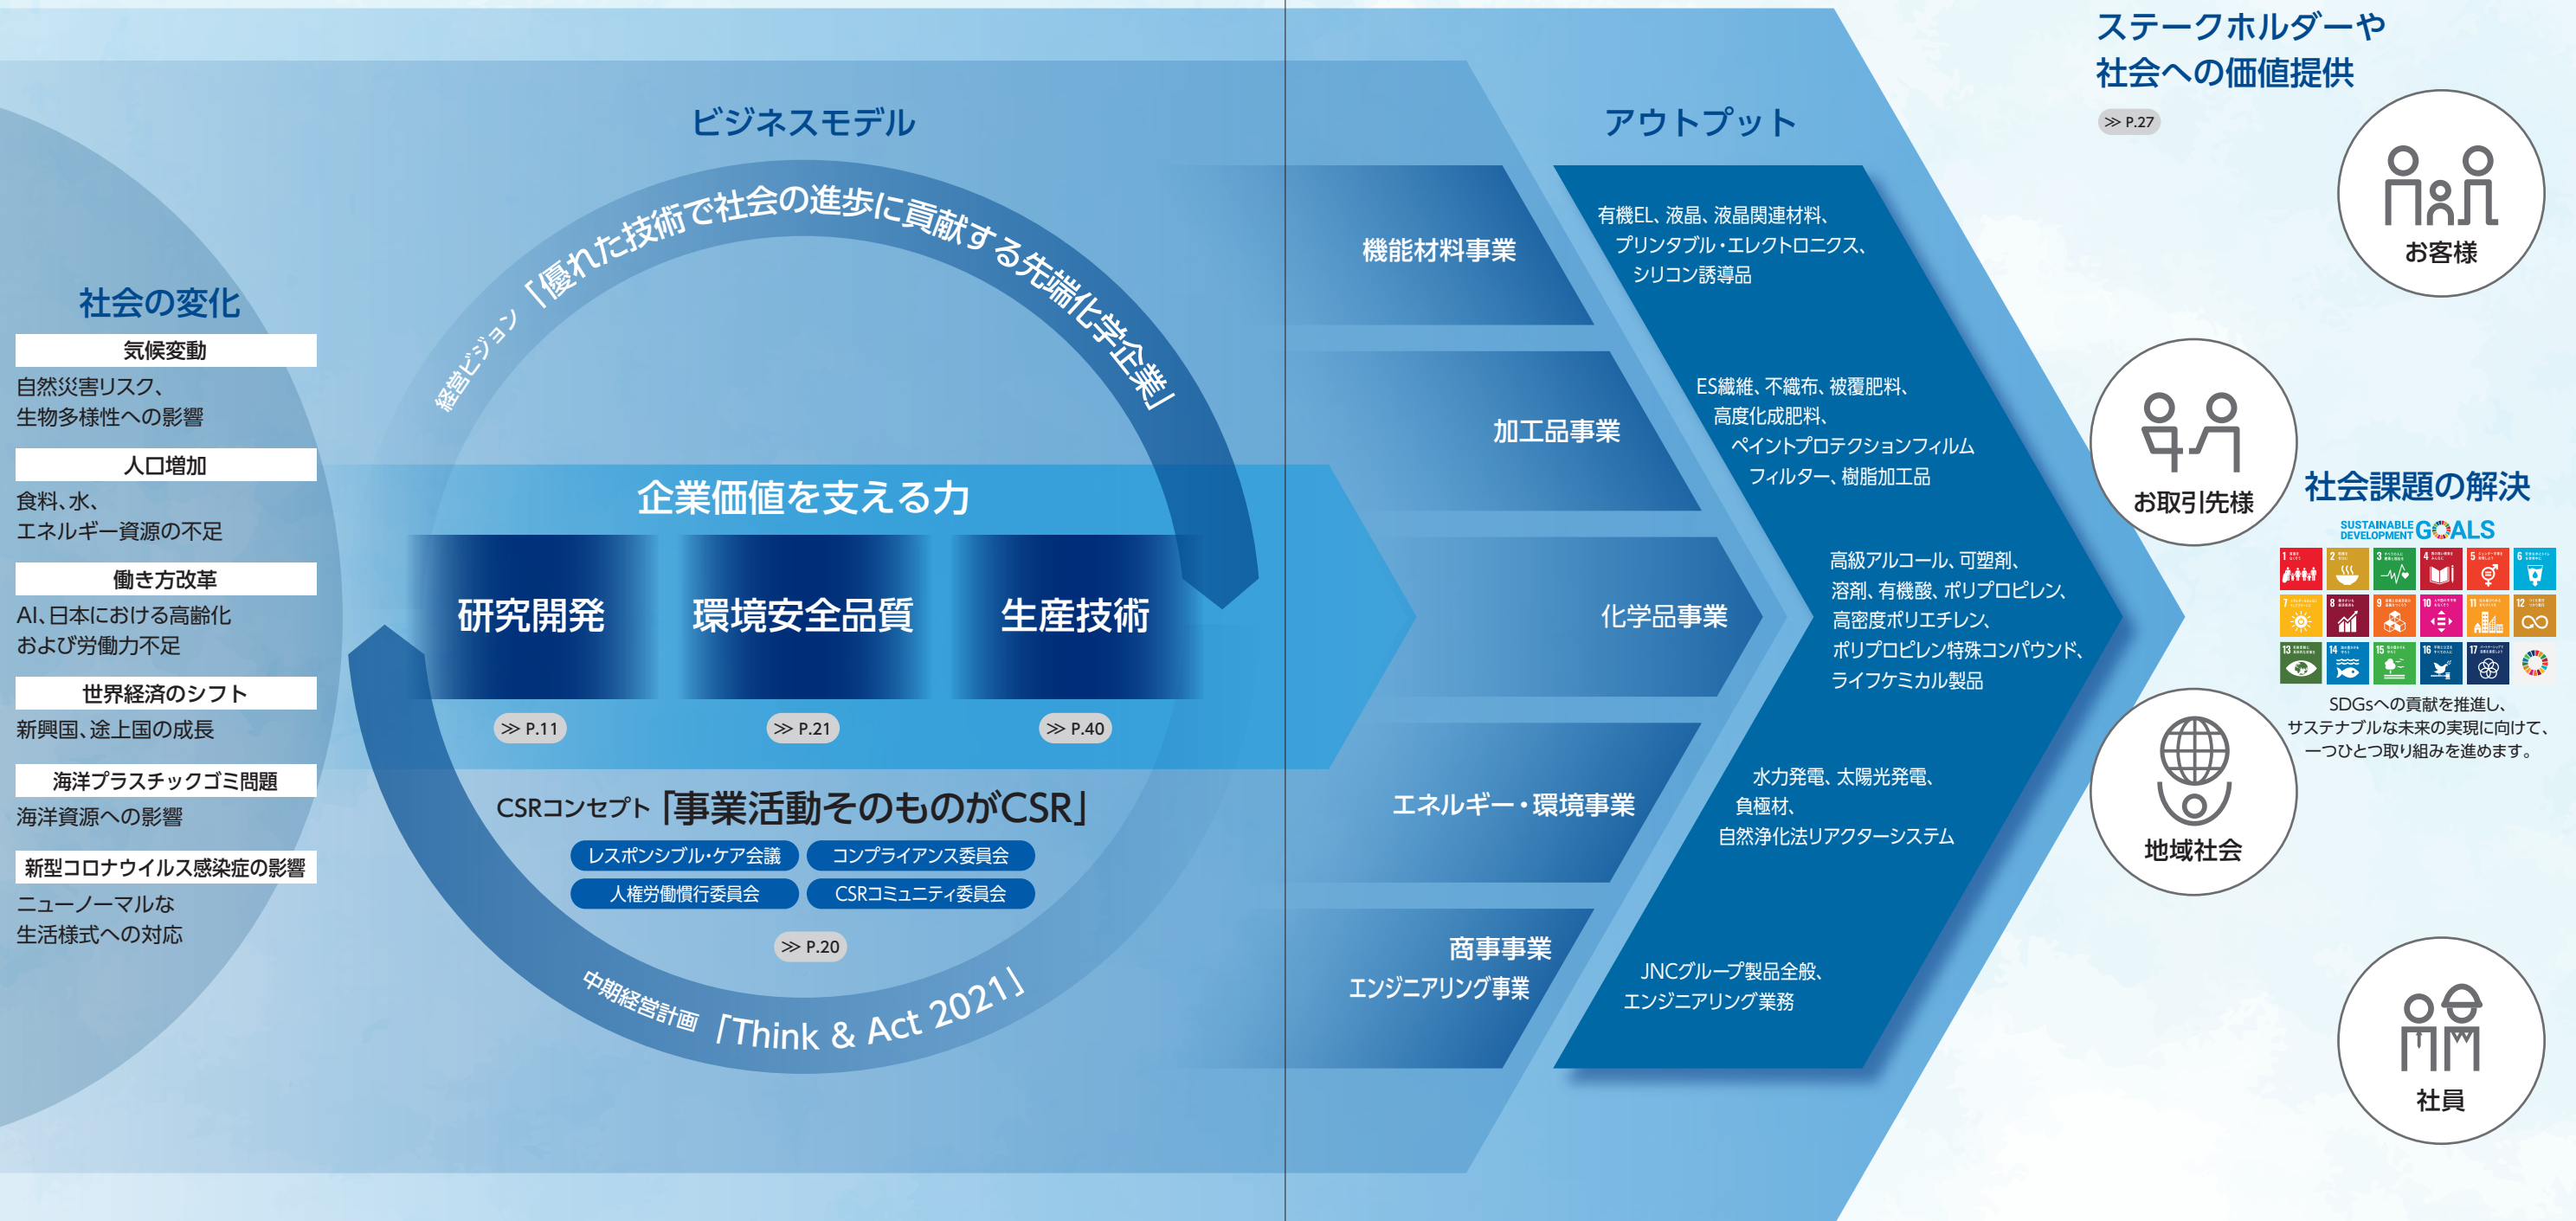 社会の変化
気候変動
自然災害リスク、
生物多様性への影響
人口増加
食料、水、
エネルギー資源の不足
働き方改革
AI、日本における高齢化
および労働力不足
世界経済のシフト
新興国、途上国の成長
海洋プラスチックゴミ問題
海洋資源への影響
新型コロナウイルス感染症の影響
ニューノーマルな
生活様式への対応
ビジネスモデル
経営ビジョン「優れた技術で社会の進歩に貢献する先端化学企業」
企業価値を支える力
研究開発
≫ P.11
環境安全品質
≫ P.21
生産技術
≫ P.40
CSRコンセプト「事業活動そのものがCSR」
レスポンシブル・ケア会議
コンプライアンス委員会
人権労働慣行委員会
CSRコミュニティ委員会
≫ P.20
中期経営計画「Think & Act 2021」
アウトプット
機能材料事業
有機EL、液晶、液晶関連材料、
プリンタブル・エレクトロニクス、
シリコン誘導品
加工品事業
ES繊維、不織布、被覆肥料、
高度化成肥料、
ペイントプロテクションフィルム
フィルター、樹脂加工品
化学品事業
高級アルコール、可塑剤、
溶剤、有機酸、ポリプロピレン、
高密度ポリエチレン、
ポリプロピレン特殊コンパウンド、
ライフケミカル製品
エネルギー・環境事業
水力発電、太陽光発電、
負極材、
自然浄化法リアクターシステム
商事事業
エンジニアリング事業
JNCグループ製品全般、
エンジニアリング業務
ステークホルダーや
社会への価値提供
≫ P.27
お客様
お取引先様
地域社会
社員
社会課題の解決
SUSTAINABLE
DEVELOPMENT GOALS
1
2
3
4
5
6
7
8
9
10
11
12
13
14
15
16
17
SDGsへの貢献を推進し、
サステナブルな未来の実現に向けて、
一つひとつ取り組みを進めます。